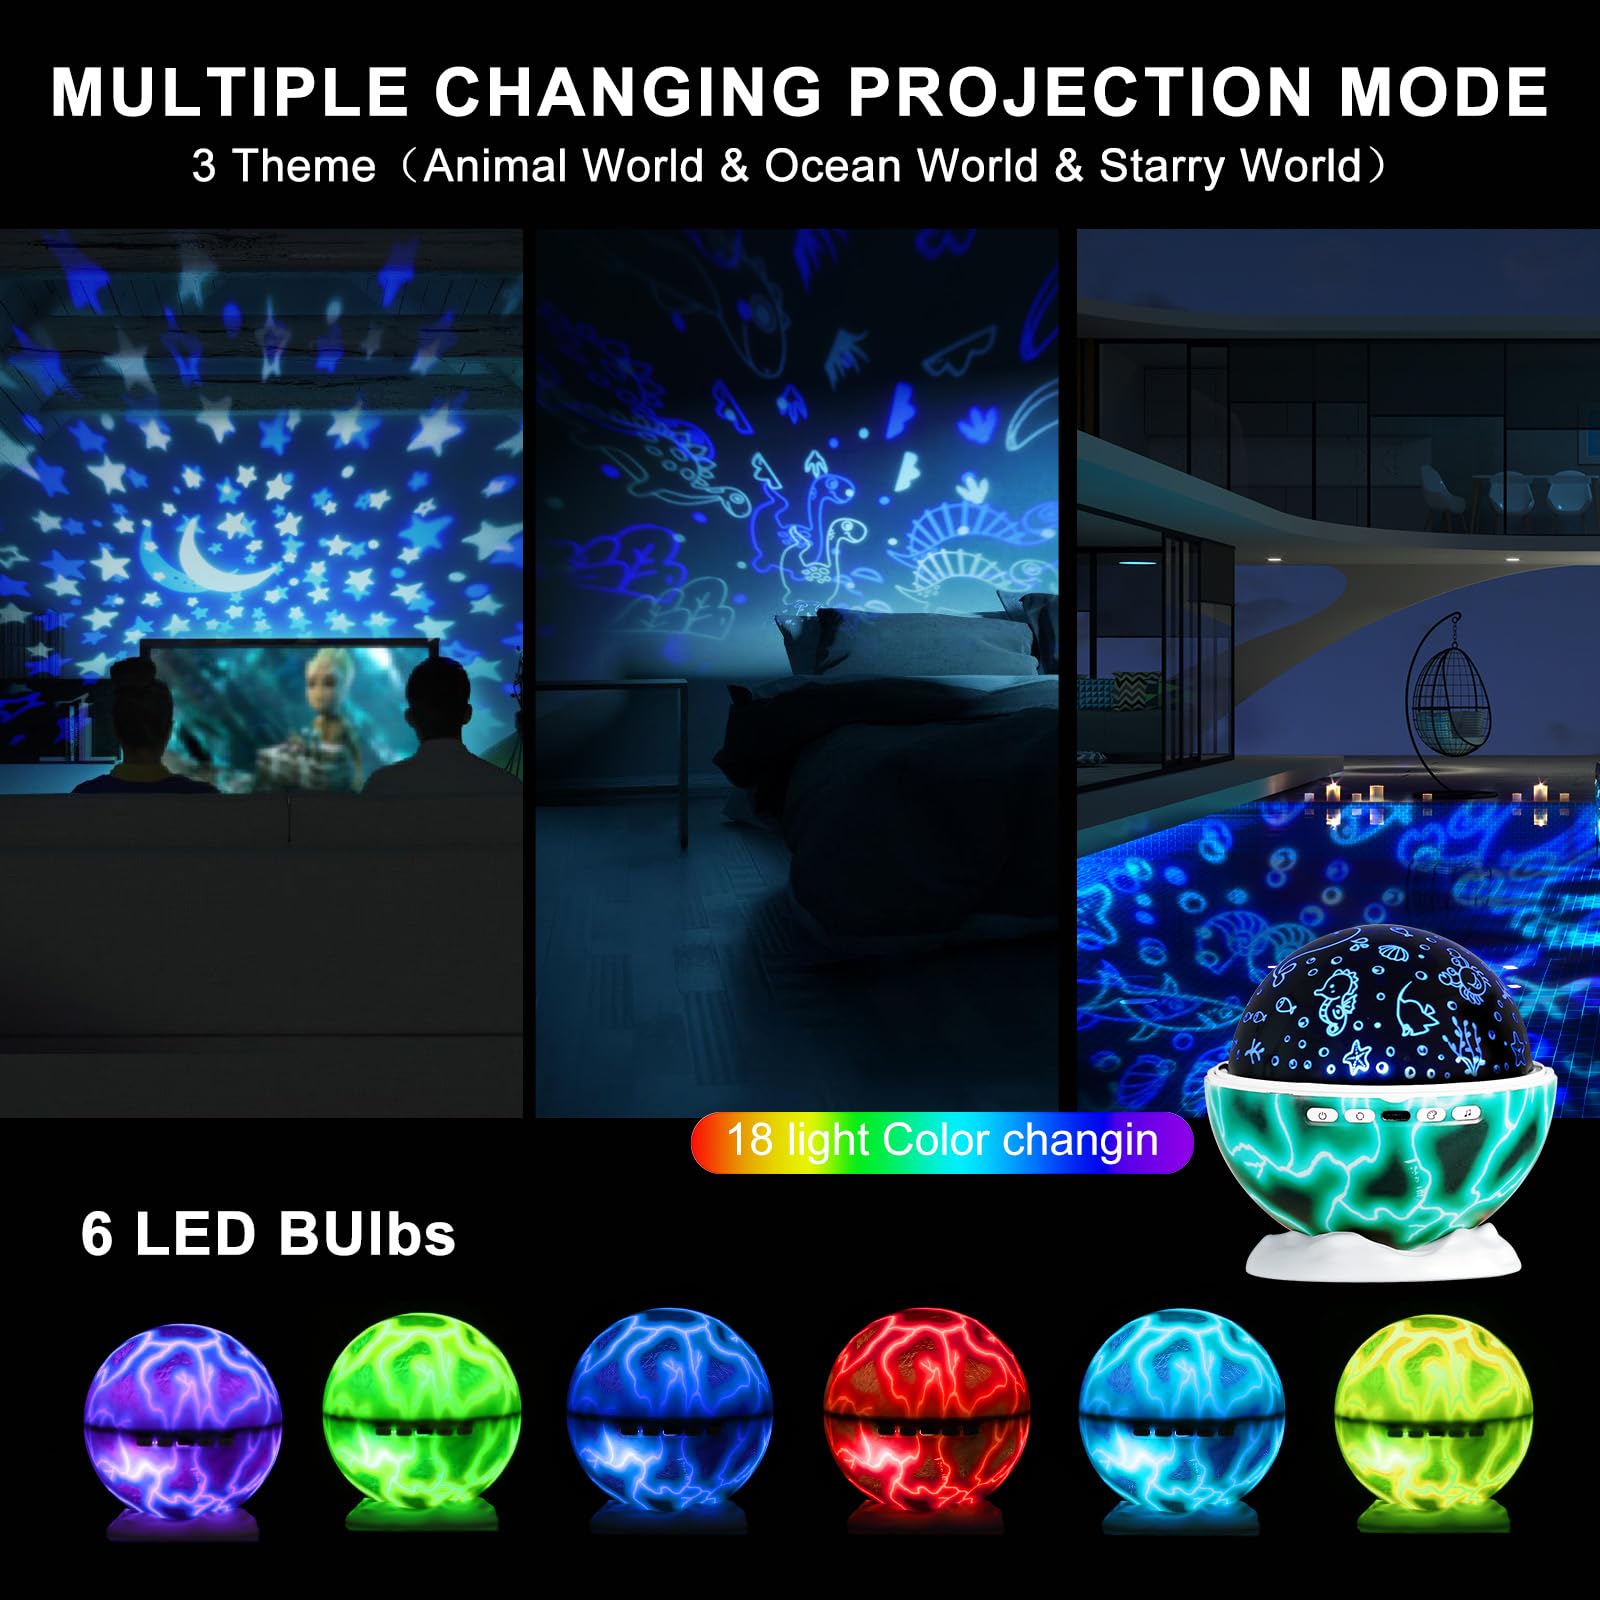 MULTIPLE CHANGING PROJECTION MODE
3 Theme（Animal World & Ocean World & Starry World）
18 light Color changin
6 LED BUlbs